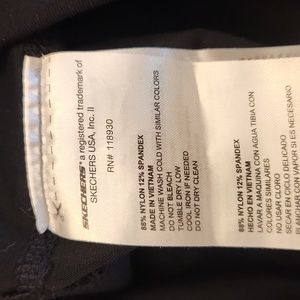 SKECHERS® a registered trademark of
SKECHERS USA, Inc. II
RN# 118930
88% NYLON 12% SPANDEX
MADE IN VIETNAM
MACHINE WASH COLD WITH SIMILAR COLORS
DO NOT BLEACH
TUMBLE DRY LOW
COOL IRON IF NEEDED
DO NOT DRY CLEAN
88% NYLON 12% SPANDEX
HECHO EN VIETNAM
LAVAR A MAQUINA CON AGUA TIBIA CON
COLORES SIMILARES
NO USAR CLORO
SECAR EN CICLO DELICADO
PLANCHAR CON VAPOR SI ES NECESARIO